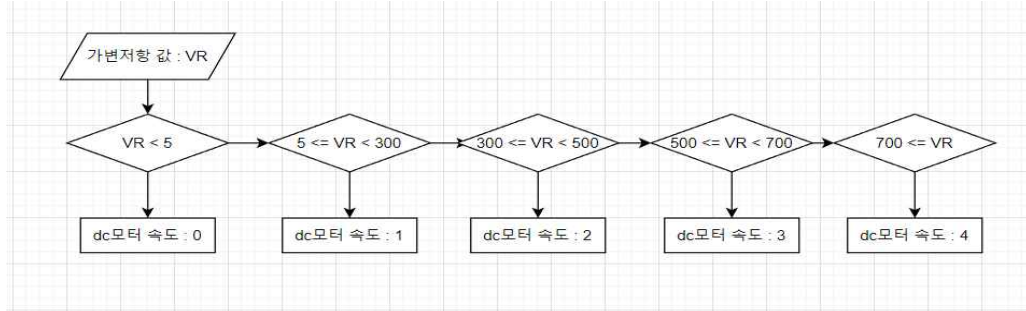 가변저항 값 : VR
VR < 5
5 <= VR < 300
300 <= VR < 500
500 <= VR < 700
700 <= VR
dc모터 속도 : 0
dc모터 속도 : 1
dc모터 속도 : 2
dc모터 속도 : 3
dc모터 속도 : 4